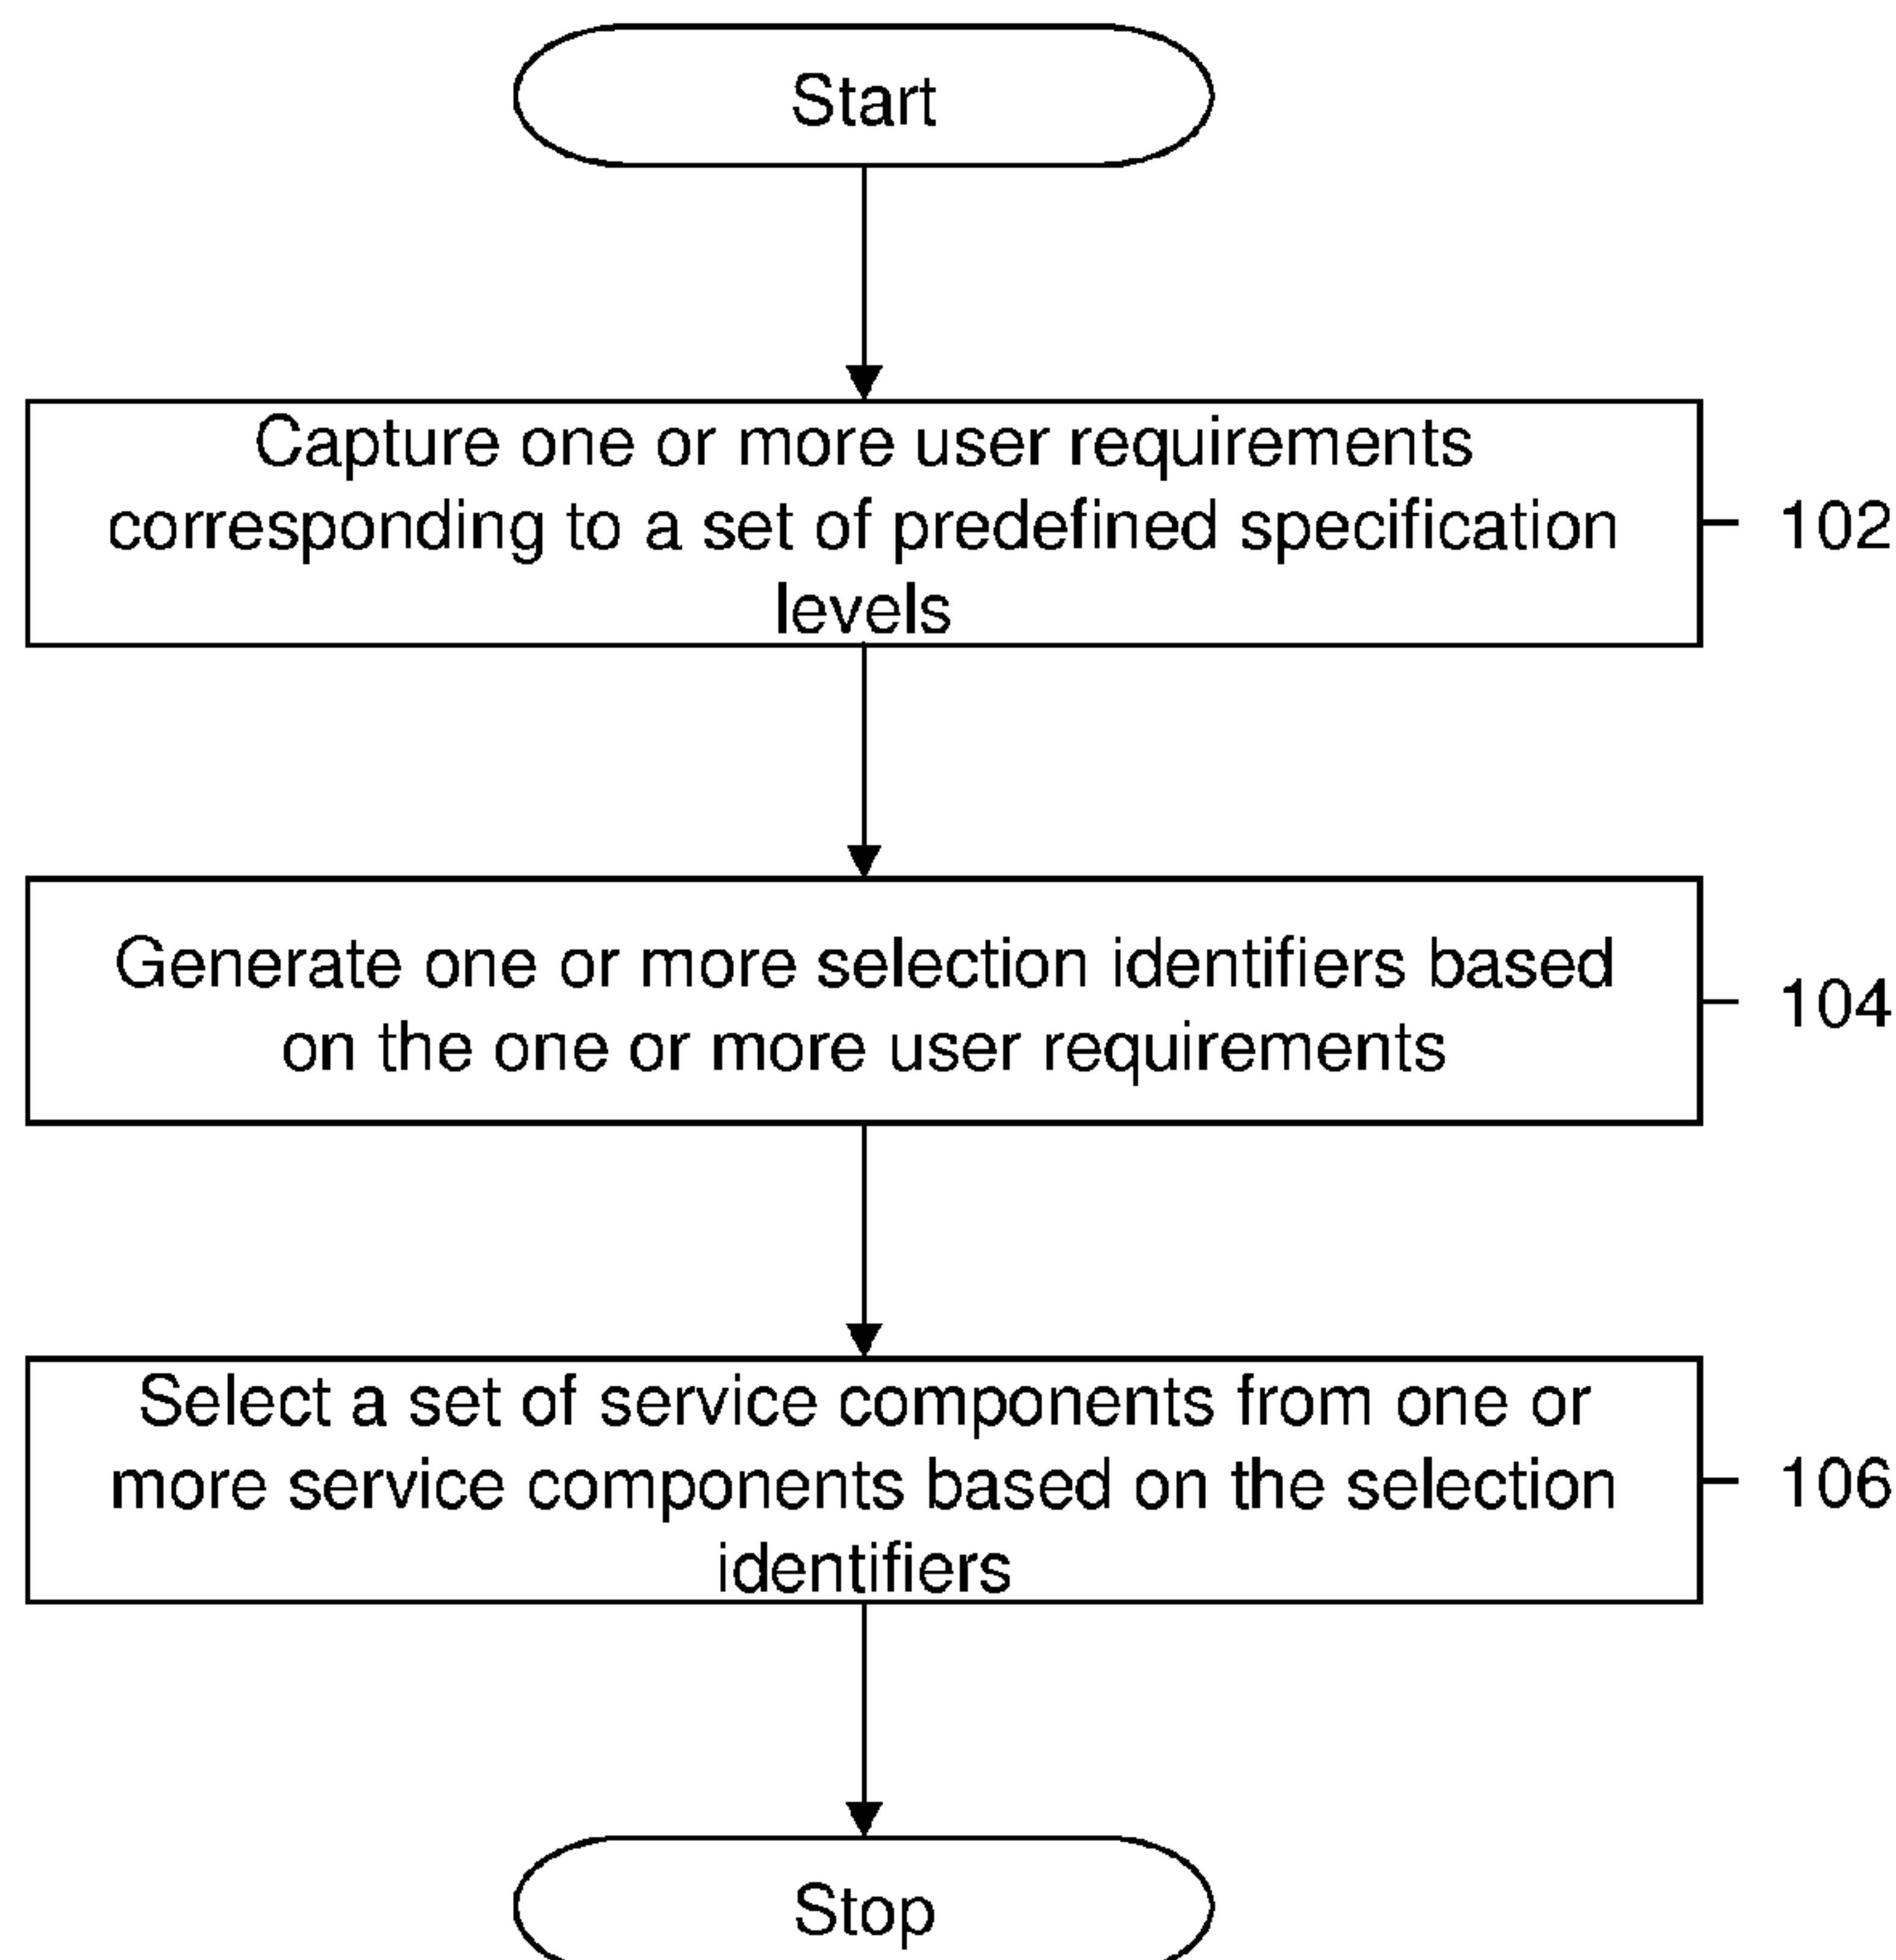 Start
Capture one or more user requirements
corresponding to a set of predefined specification
levels
102
Generate one or more selection identifiers based
on the one or more user requirements
104
Select a set of service components from one or
more service components based on the selection
identifiers
106
Stop